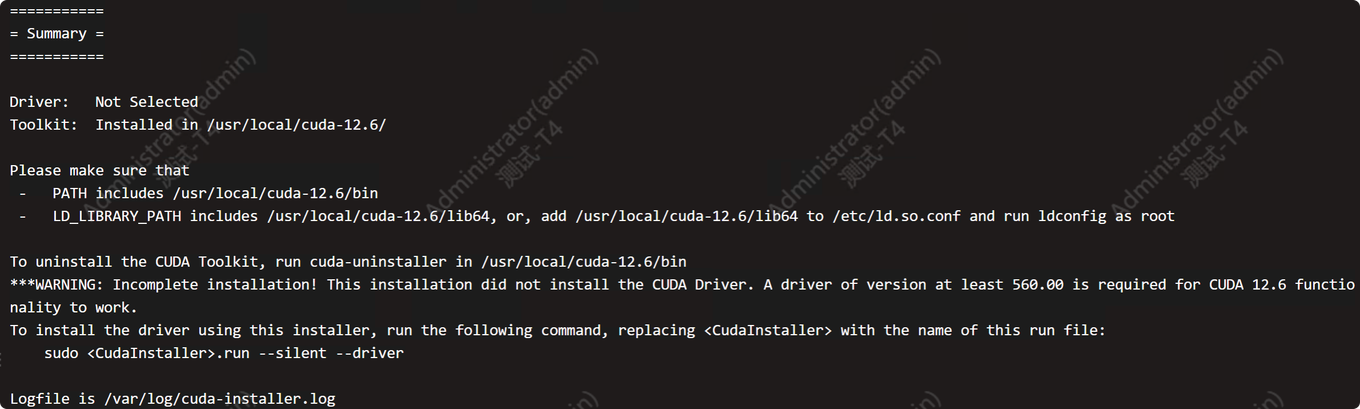 ===========
= Summary =
===========
Driver:   Not Selected
Toolkit:  Installed in /usr/local/cuda-12.6/
Please make sure that
 -   PATH includes /usr/local/cuda-12.6/bin
 -   LD_LIBRARY_PATH includes /usr/local/cuda-12.6/lib64, or, add /usr/local/cuda-12.6/lib64 to /etc/ld.so.conf and run ldconfig as root
To uninstall the CUDA Toolkit, run cuda-uninstaller in /usr/local/cuda-12.6/bin
***WARNING: Incomplete installation! This installation did not install the CUDA Driver. A driver of version at least 560.00 is required for CUDA 12.6 functio
nality to work.
To install the driver using this installer, run the following command, replacing <CudaInstaller> with the name of this run file:
    sudo <CudaInstaller>.run --silent --driver
Logfile is /var/log/cuda-installer.log
Administrator(admin)
测试-T4
Administrator(admin)
测试-T4
Administrator(admin)
测试-T4
Administrator(admin)
测试-T4